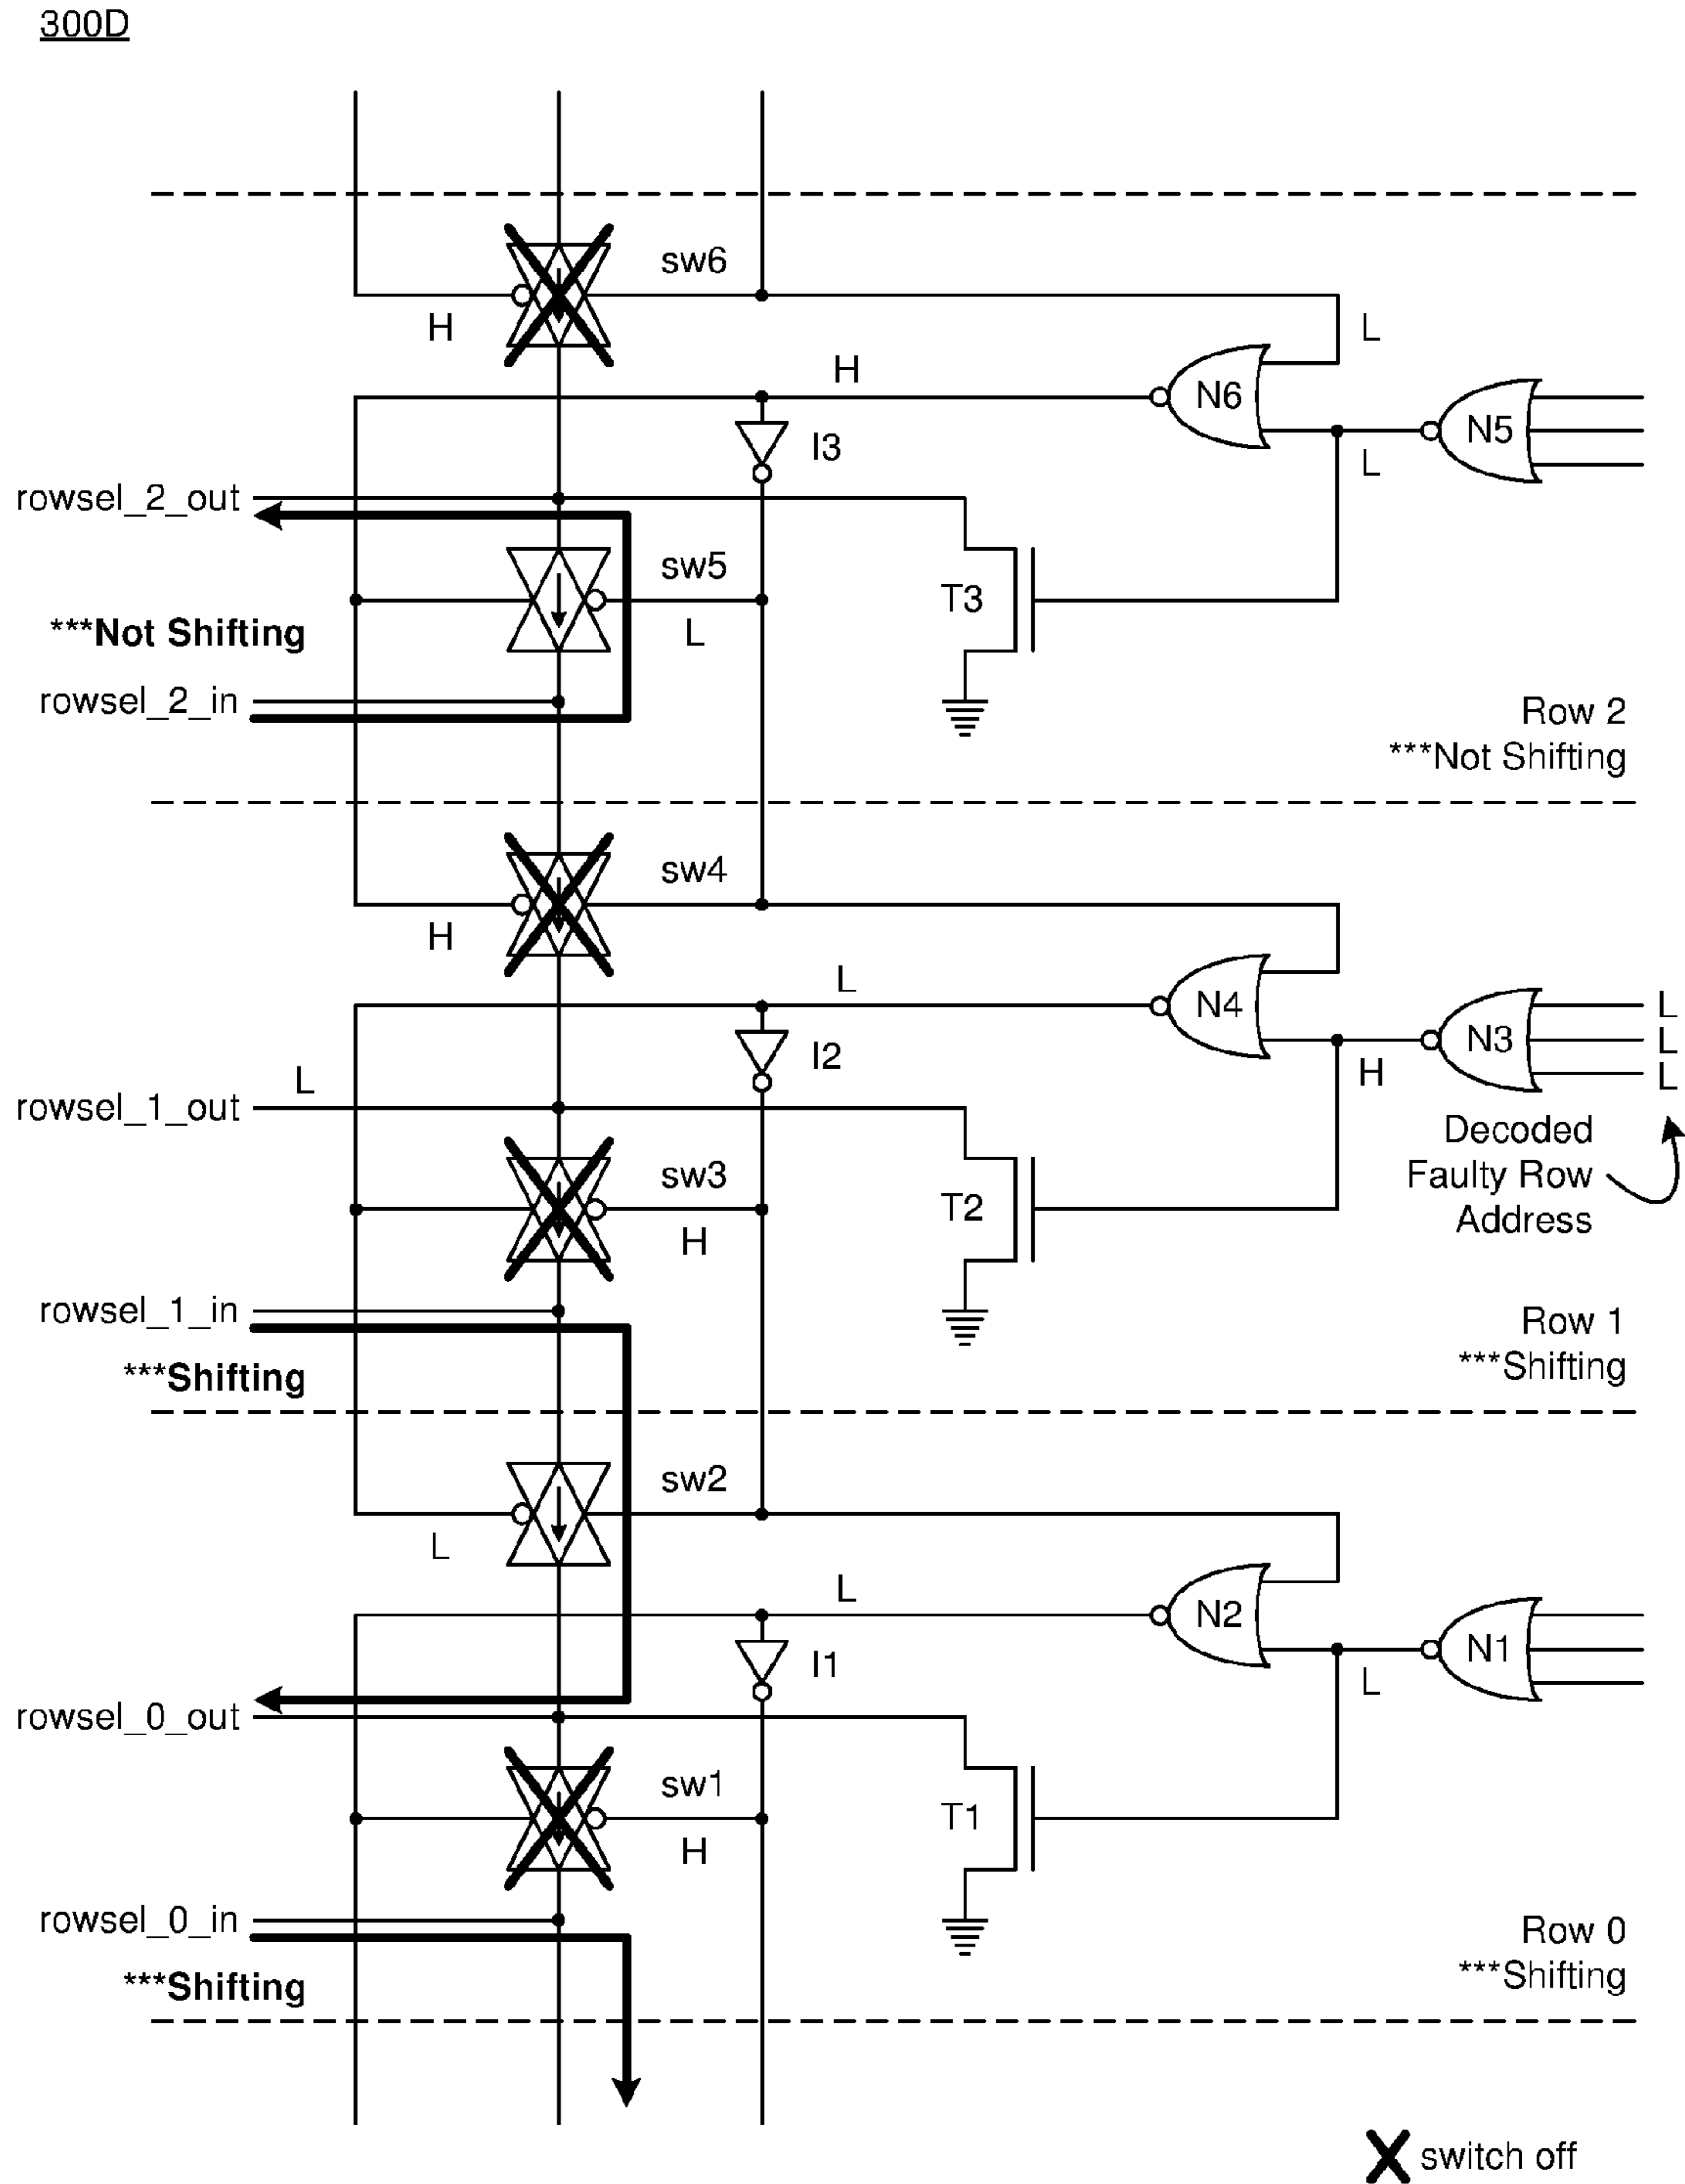 300D
sw6
H
L
H
N6
N5
I3
L
rowsel_2_out
sw5
T3
***Not Shifting
L
rowsel_2_in
Row 2
***Not Shifting
sw4
H
L
N4
N3
L
L
L
I2
H
L
rowsel_1_out
Decoded
Faulty Row
Address
sw3
T2
H
rowsel_1_in
Row 1
***Shifting
***Shifting
sw2
L
L
N2
N1
I1
L
rowsel_0_out
sw1
T1
H
rowsel_0_in
Row 0
***Shifting
***Shifting
switch off